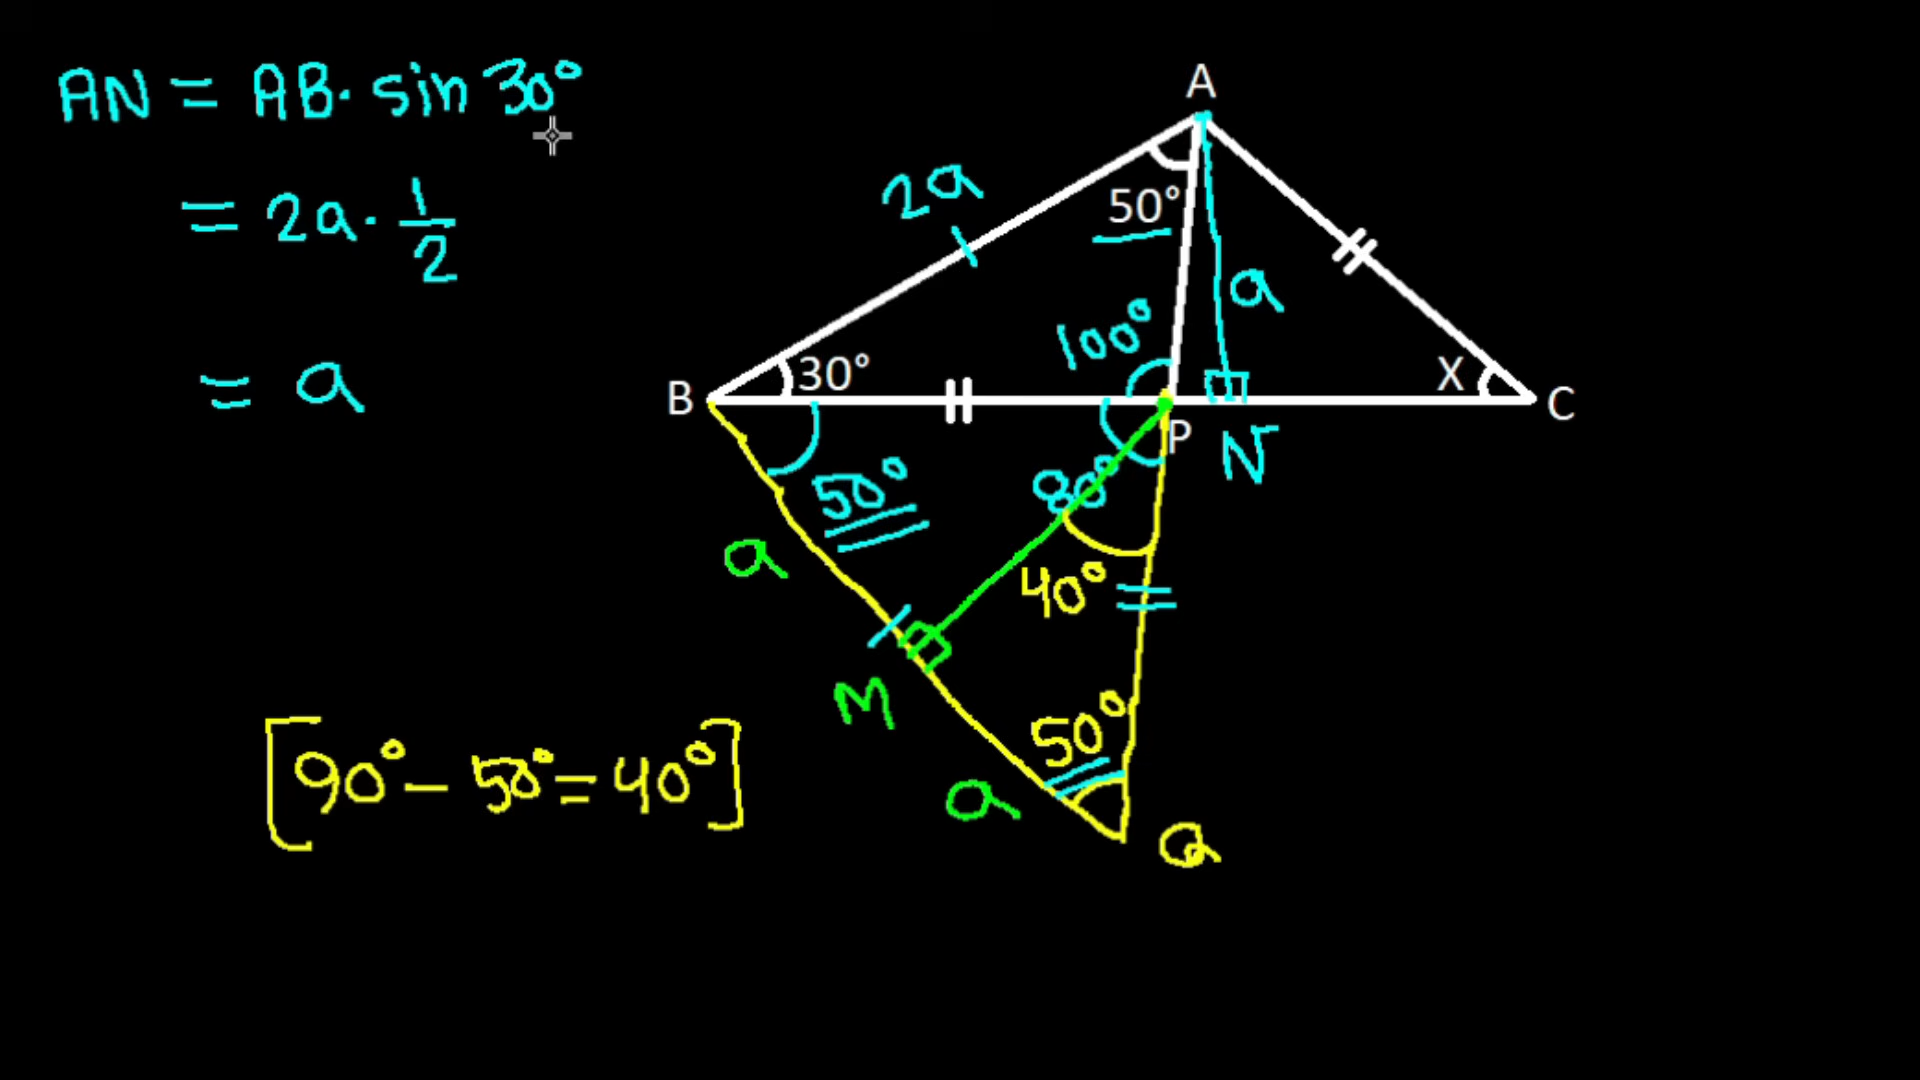 AN = AB · sin 30°
= 2a · 1/2
= a
A
2a
50°
a
100°
30°
X
B
C
P
N
50°
80°
a
40°
M
50°
[90° - 50° = 40°]
a
Q